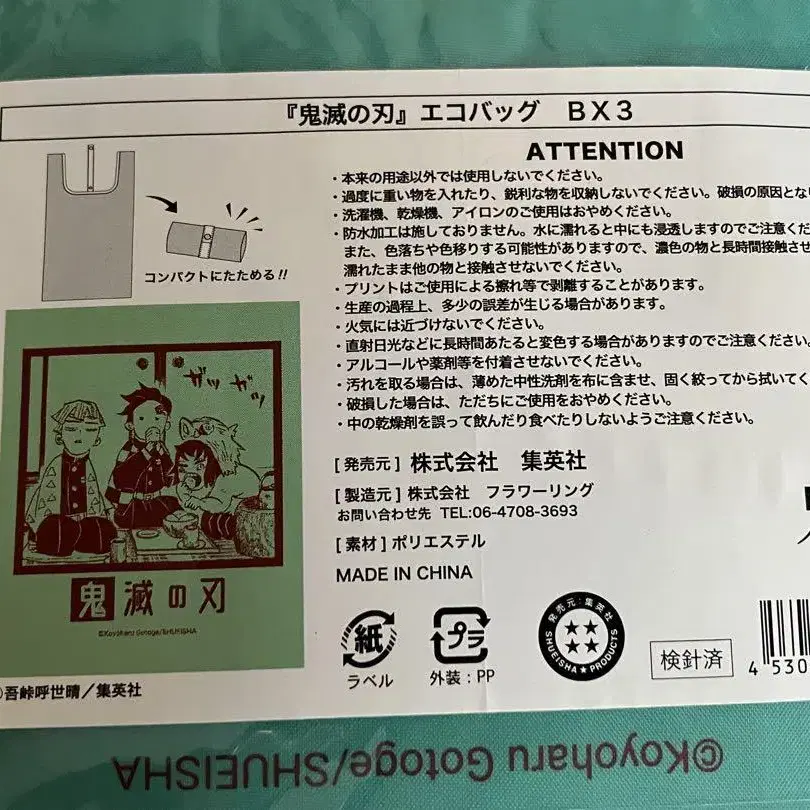 『鬼滅の刃』エコバッグ BX3
ATTENTION
・本来の用途以外では使用しないでください。
・過度に重い物を入れたり、鋭利な物を収納しないでください。破損の原因とな
・洗濯機、乾燥機、アイロンのご使用はおやめください。
・防水加工は施しておりません。水に濡れると中にも浸透しますのでご注意くだ
また、色落ちや色移りする可能性がありますので、濃色の物と長時間接触させ
濡れたまま他の物と接触させないでください。
・プリントはご使用による擦れ等で剥離することがあります。
・生産の過程上、多少の誤差が生じる場合があります。
・火気には近づけないでください。
・直射日光などに長時間あたると変色する場合がありますのでご注意ください
・アルコールや薬剤等を付着させないでください。
・汚れを取る場合は、薄めた中性洗剤を布に含ませ、固く絞ってから拭いてく
・破損した場合は、ただちにご使用をおやめください。
・中の乾燥剤を誤って飲んだり食べたりしないようご注意ください。
コンパクトにたためる!!
ガッ ガッ
鬼滅の刃
©Koyoharu Gotoge/SHUEISHA
©吾峠呼世晴/集英社
[発売元] 株式会社 集英社
[製造元] 株式会社 フラワーリング
お問い合わせ先 TEL:06-4708-3693
[素材] ポリエステル
MADE IN CHINA
紙
ラベル
プラ
外装:PP
発売元:集英社
SHUEISHA★PRODUCTS
検針済
4 530
©Koyoharu Gotoge/SHUEISHA